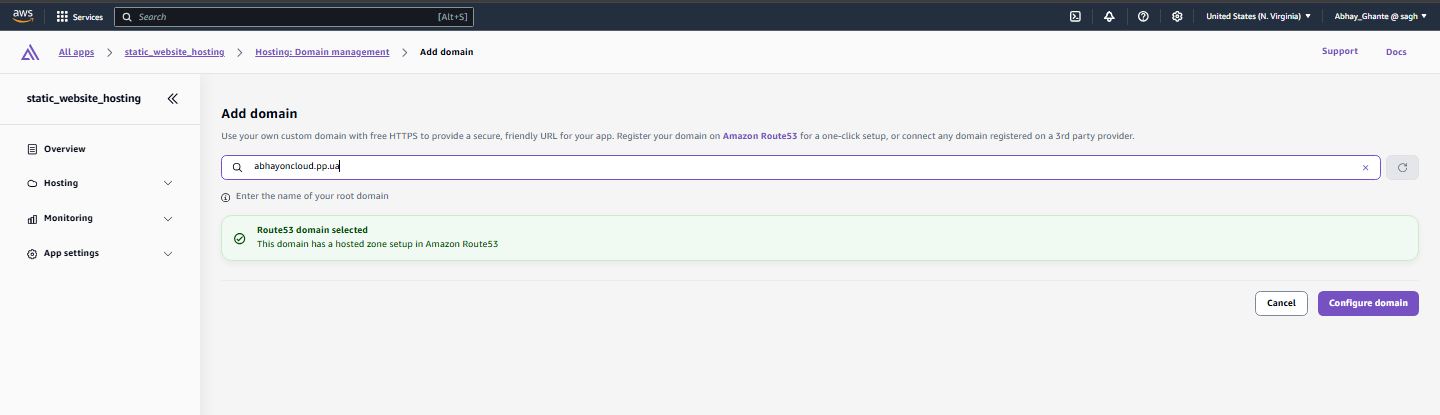 aws Services Search [Alt+S] United States (N. Virginia) Abhay_Ghante @ sagh
All apps static_website_hosting Hosting: Domain management Add domain Support Docs
static_website_hosting
Overview
Hosting
Monitoring
App settings
Add domain
Use your own custom domain with free HTTPS to provide a secure, friendly URL for your app. Register your domain on Amazon Route53 for a one-click setup, or connect any domain registered on a 3rd party provider.
abhayoncloud.pp.ua
Enter the name of your root domain
Route53 domain selected
This domain has a hosted zone setup in Amazon Route53
Cancel Configure domain